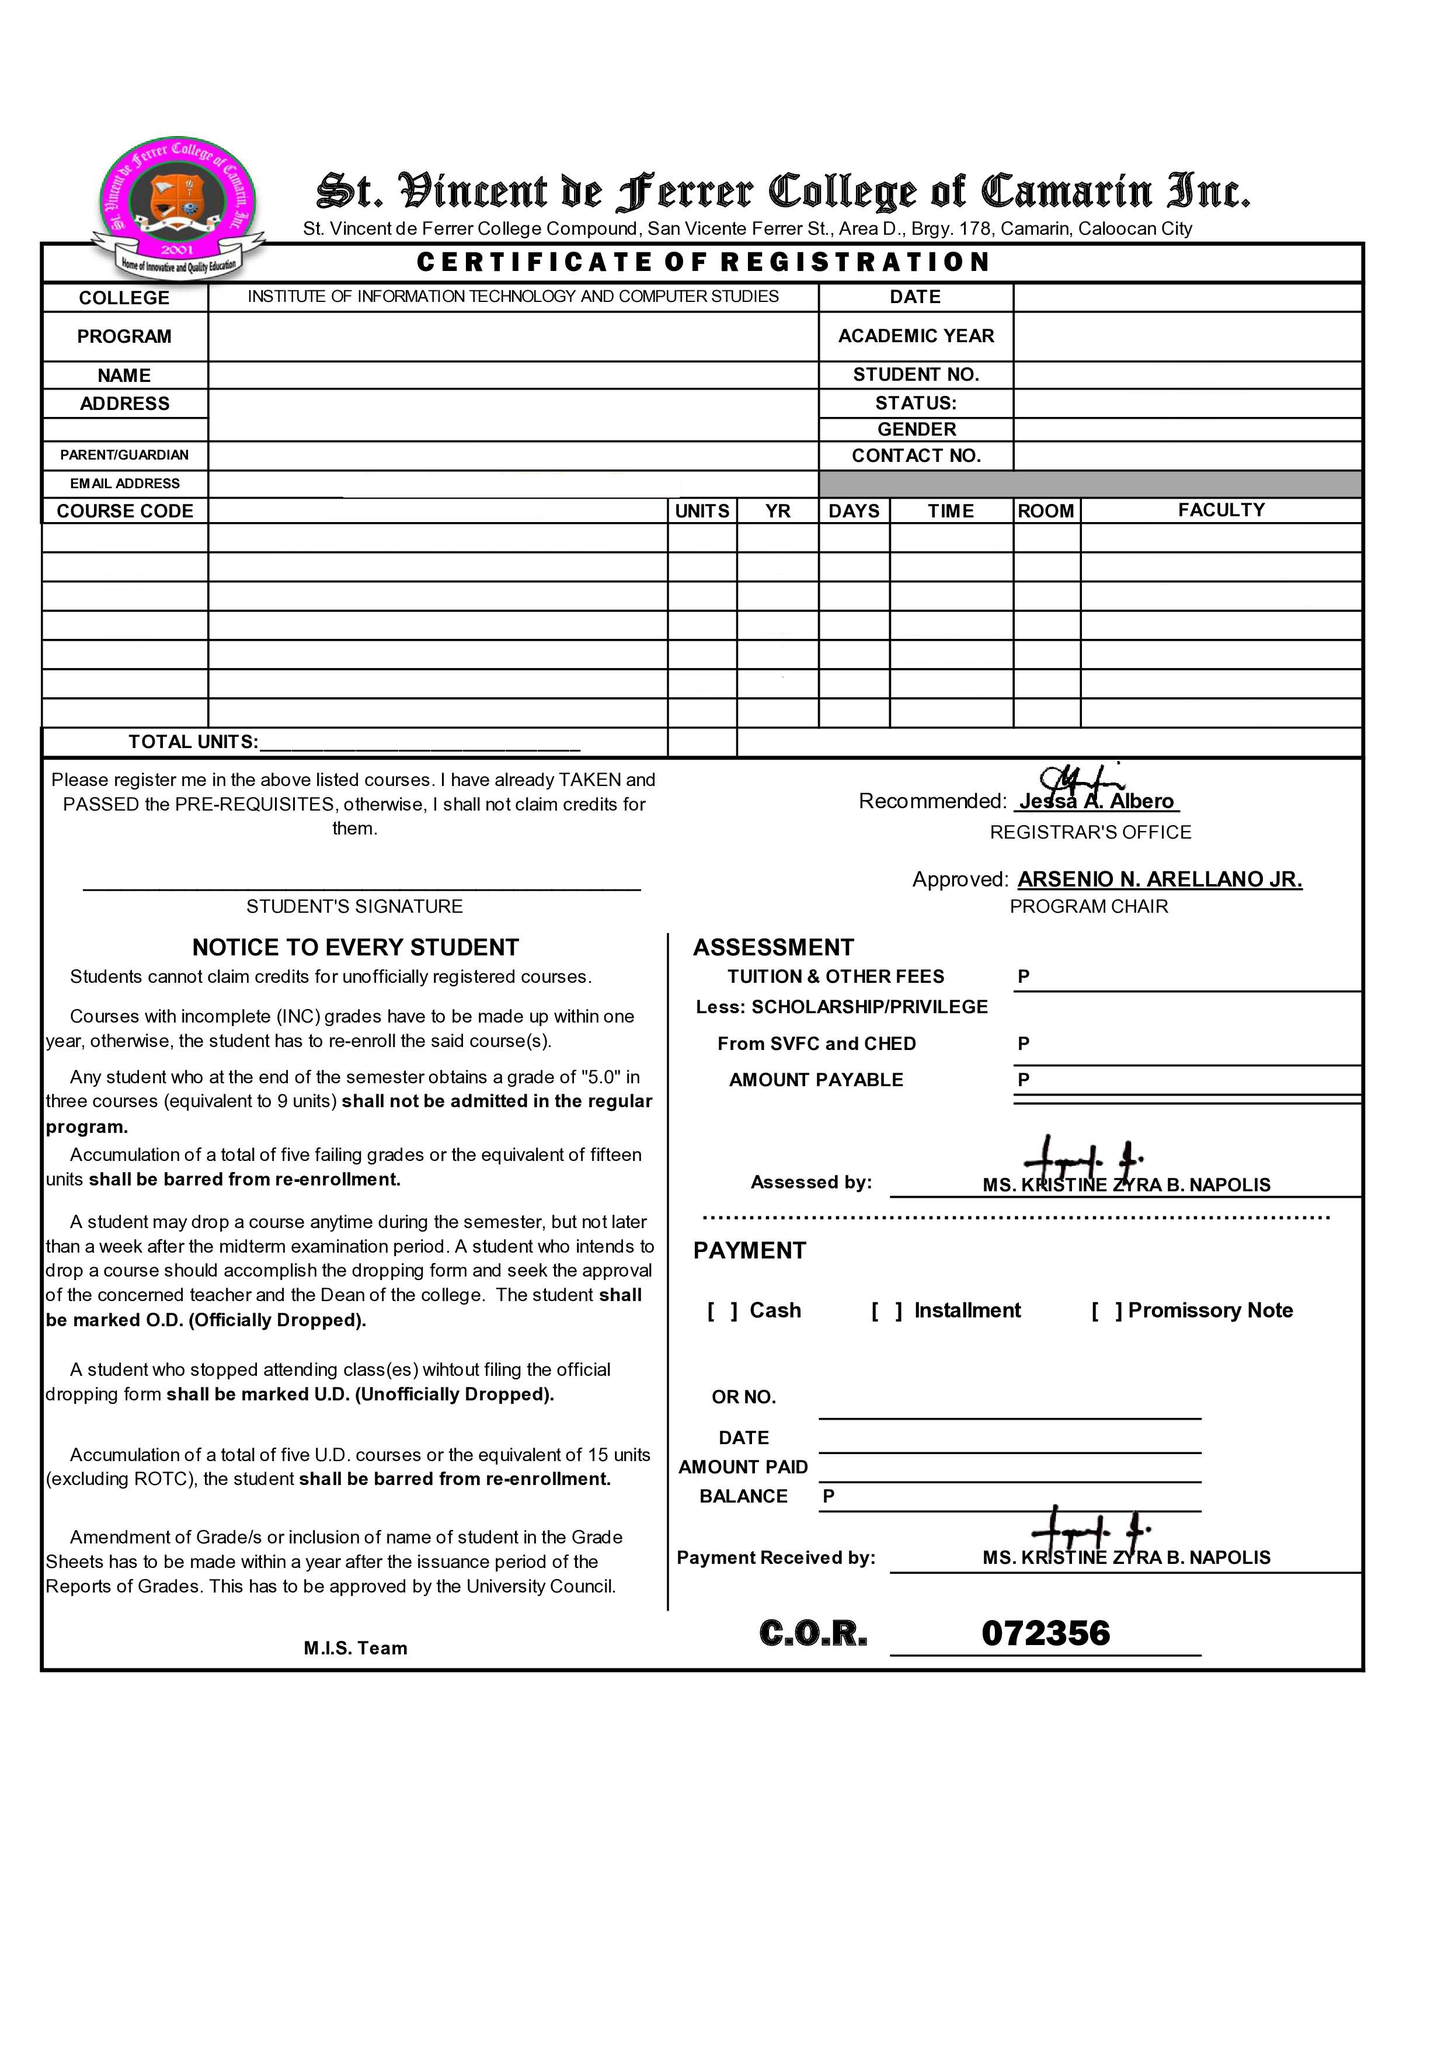 St. Vincent de Ferrer College of Camarin, Inc.
2001
Home of Innovative and Quality Education
St. Vincent de Ferrer College of Camarin Inc.
St. Vincent de Ferrer College Compound, San Vicente Ferrer St., Area D., Brgy. 178, Camarin, Caloocan City
CERTIFICATE OF REGISTRATION
COLLEGE INSTITUTE OF INFORMATION TECHNOLOGY AND COMPUTER STUDIES DATE
PROGRAM ACADEMIC YEAR
NAME STUDENT NO.
ADDRESS STATUS:
GENDER
PARENT/GUARDIAN CONTACT NO.
EMAIL ADDRESS
COURSE CODE UNITS YR DAYS TIME ROOM FACULTY
TOTAL UNITS:______________________________
Please register me in the above listed courses. I have already TAKEN and
PASSED the PRE-REQUISITES, otherwise, I shall not claim credits for
them.
STUDENT'S SIGNATURE
Recommended: Jessa A. Albero
REGISTRAR'S OFFICE
Approved: ARSENIO N. ARELLANO JR.
PROGRAM CHAIR
NOTICE TO EVERY STUDENT
Students cannot claim credits for unofficially registered courses.
Courses with incomplete (INC) grades have to be made up within one
year, otherwise, the student has to re-enroll the said course(s).
Any student who at the end of the semester obtains a grade of "5.0" in
three courses (equivalent to 9 units) shall not be admitted in the regular
program.
Accumulation of a total of five failing grades or the equivalent of fifteen
units shall be barred from re-enrollment.
A student may drop a course anytime during the semester, but not later
than a week after the midterm examination period. A student who intends to
drop a course should accomplish the dropping form and seek the approval
of the concerned teacher and the Dean of the college. The student shall
be marked O.D. (Officially Dropped).
A student who stopped attending class(es) wihtout filing the official
dropping form shall be marked U.D. (Unofficially Dropped).
Accumulation of a total of five U.D. courses or the equivalent of 15 units
(excluding ROTC), the student shall be barred from re-enrollment.
Amendment of Grade/s or inclusion of name of student in the Grade
Sheets has to be made within a year after the issuance period of the
Reports of Grades. This has to be approved by the University Council.
M.I.S. Team
ASSESSMENT
TUITION & OTHER FEES P
Less: SCHOLARSHIP/PRIVILEGE
From SVFC and CHED P
AMOUNT PAYABLE P
Assessed by: MS. KRISTINE ZYRA B. NAPOLIS
PAYMENT
[ ] Cash [ ] Installment [ ] Promissory Note
OR NO.
DATE
AMOUNT PAID
BALANCE P
Payment Received by: MS. KRISTINE ZYRA B. NAPOLIS
C.O.R. 072356